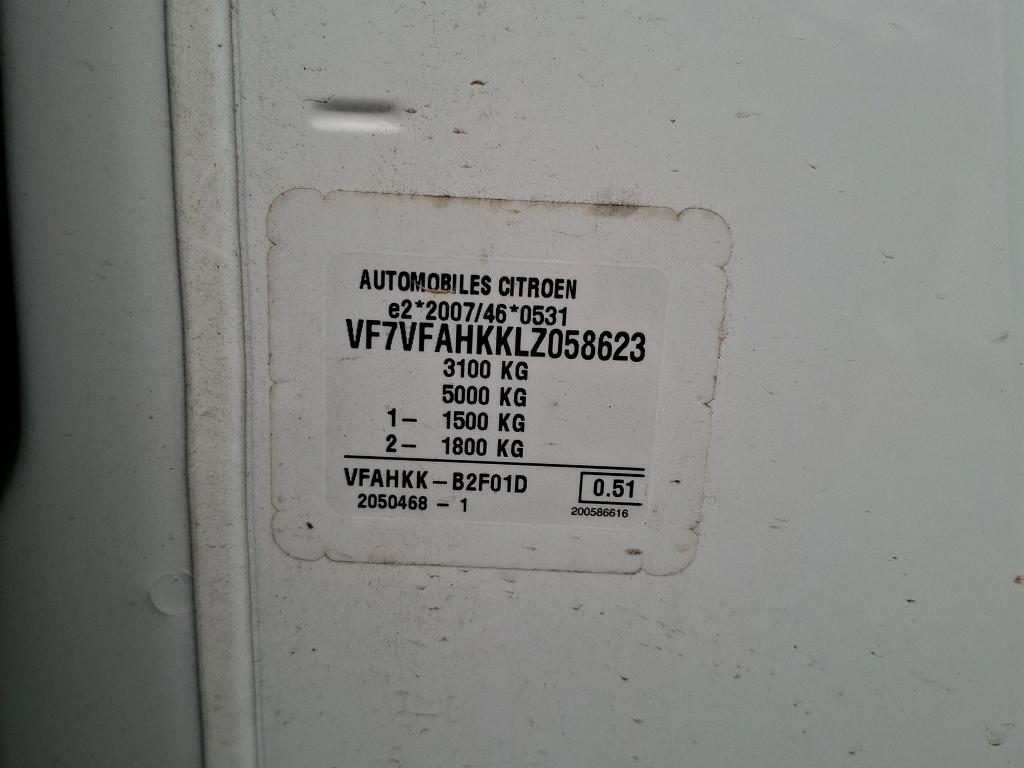 AUTOMOBILES CITROEN
e2*2007/46*0531
VF7VFAHKKLZ058623
3100 KG
5000 KG
1- 1500 KG
2- 1800 KG
VFAHKK-B2F01D 0.51
2050468 - 1 200586616